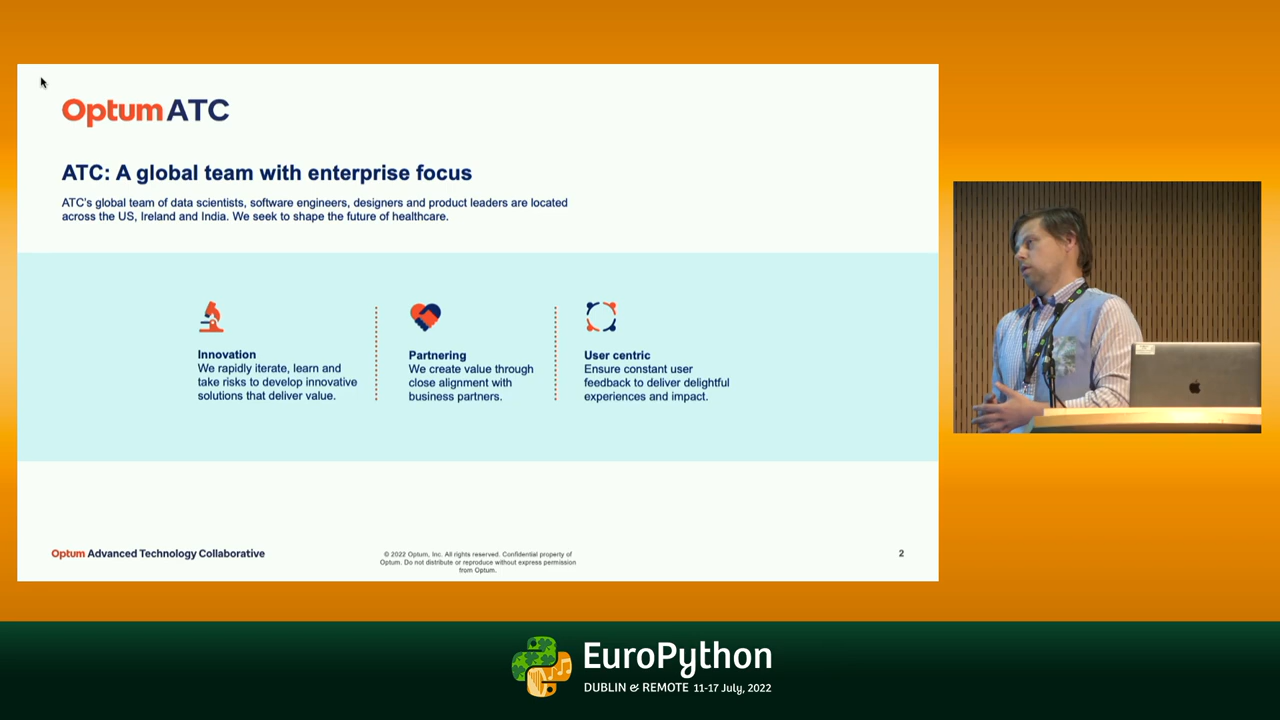 Optum ATC
ATC: A global team with enterprise focus
ATC's global team of data scientists, software engineers, designers and product leaders are located
across the US, Ireland and India. We seek to shape the future of healthcare.
Innovation
We rapidly iterate, learn and
take risks to develop innovative
solutions that deliver value.
Partnering
We create value through
close alignment with
business partners.
User centric
Ensure constant user
feedback to deliver delightful
experiences and impact.
Optum Advanced Technology Collaborative
© 2022 Optum, Inc. All rights reserved. Confidential property of
Optum. Do not distribute or reproduce without express permission
from Optum.
2
EuroPython
DUBLIN & REMOTE 11-17 July, 2022